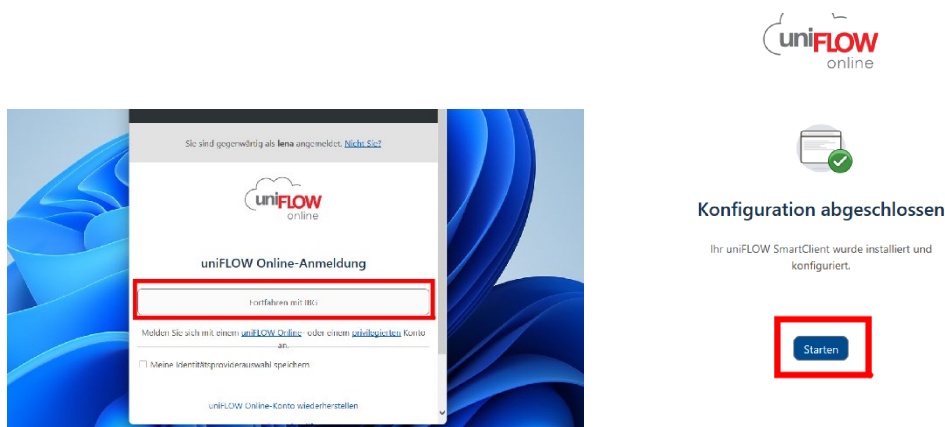 Sie sind gegenwärtig als lena angemeldet. Nicht Sie?
uniFLOW
online
uniFLOW Online-Anmeldung
Fortfahren mit IBG
Melden Sie sich mit einem uniFLOW Online- oder einem privilegierten Konto
an.
Meine Identitätsproviderauswahl speichern
uniFLOW Online-Konto wiederherstellen
uniFLOW
online
Konfiguration abgeschlossen
Ihr uniFLOW SmartClient wurde installiert und
konfiguriert.
Starten